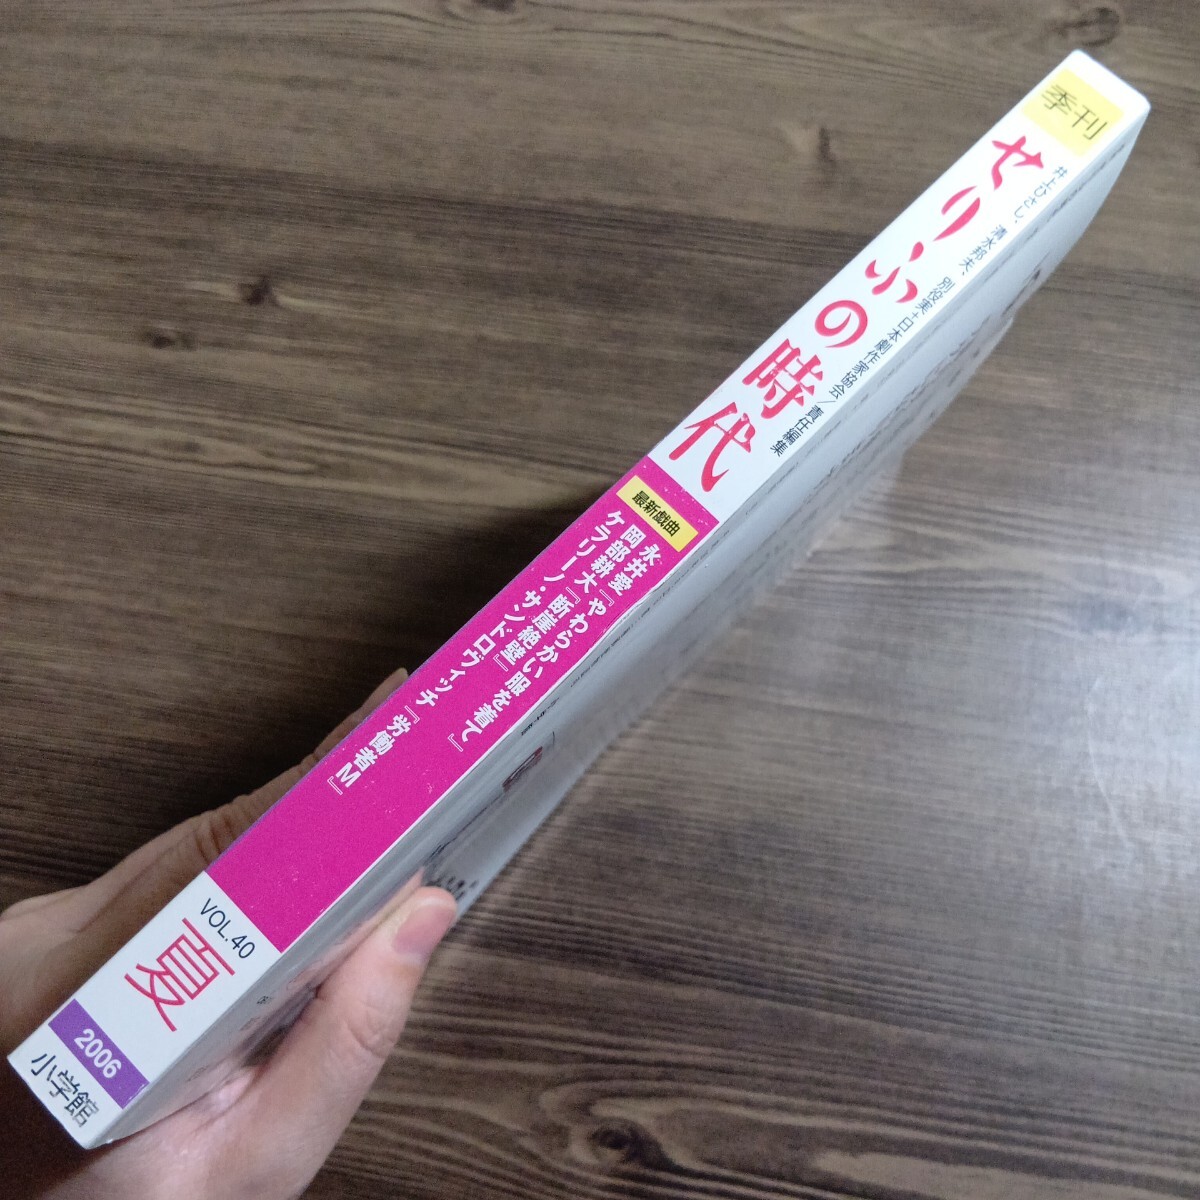 季刊
せりふの時代
井上ひさし、清水邦夫、別役実+日本劇作家協会/責任編集
最新戯曲
永井愛『やわらかい服を着て』
岡部耕大『断崖絶壁』
ケラリーノ・サンドロヴィッチ『労働者M』
VOL.40
夏
2006
小学館